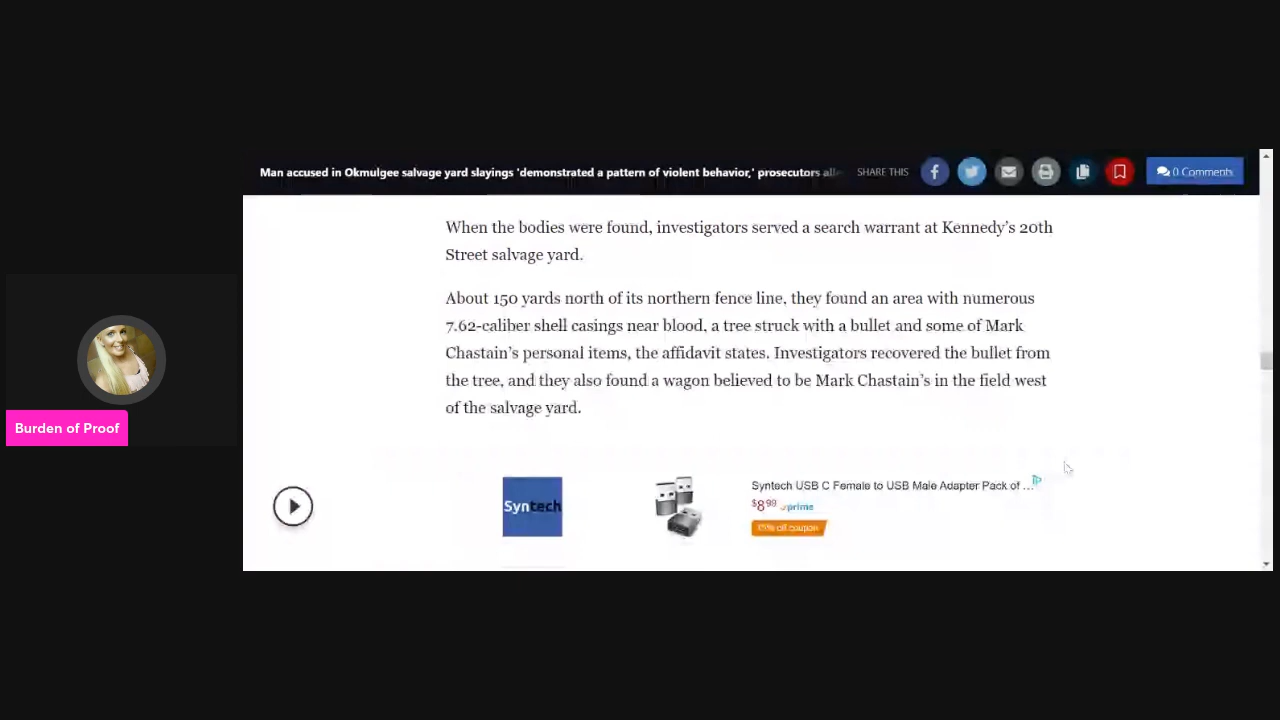 Man accused in Okmulgee salvage yard slayings 'demonstrated a pattern of violent behavior,' prosecutors all
SHARE THIS
0 Comments
When the bodies were found, investigators served a search warrant at Kennedy's 20th
Street salvage yard.
About 150 yards north of its northern fence line, they found an area with numerous
7.62-caliber shell casings near blood, a tree struck with a bullet and some of Mark
Chastain's personal items, the affidavit states. Investigators recovered the bullet from
the tree, and they also found a wagon believed to be Mark Chastain's in the field west
of the salvage yard.
Burden of Proof
Syntech
Syntech USB C Female to USB Male Adapter Pack of ...
$8.99 prime
off coupon